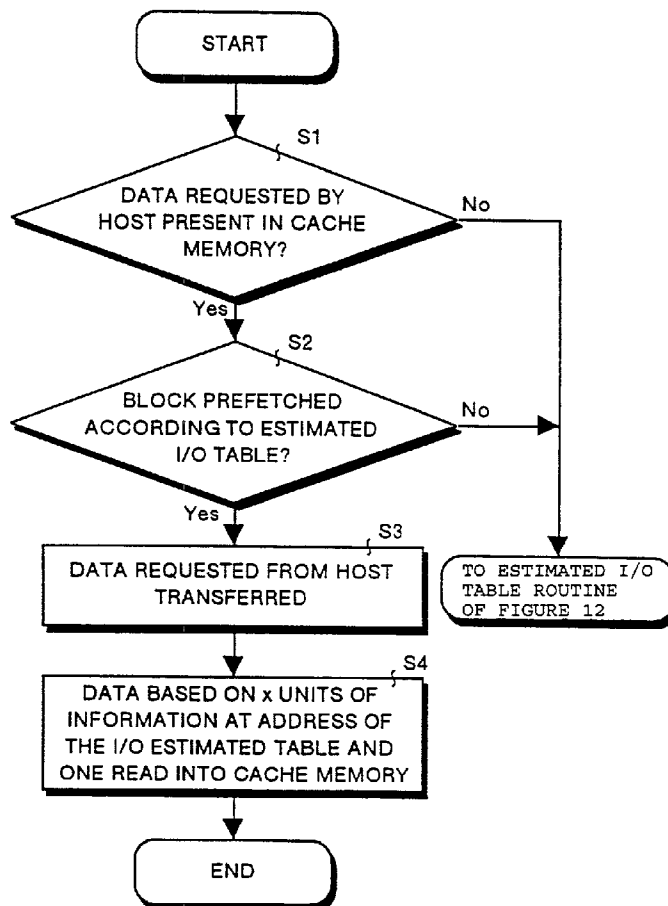 START
S1
DATA REQUESTED BY
HOST PRESENT IN CACHE
MEMORY?
No
Yes
S2
BLOCK PREFETCHED
ACCORDING TO ESTIMATED
I/O TABLE?
No
Yes
S3
DATA REQUESTED FROM HOST
TRANSFERRED
TO ESTIMATED I/O
TABLE ROUTINE
OF FIGURE 12
S4
DATA BASED ON x UNITS OF
INFORMATION AT ADDRESS OF
THE I/O ESTIMATED TABLE AND
ONE READ INTO CACHE MEMORY
END